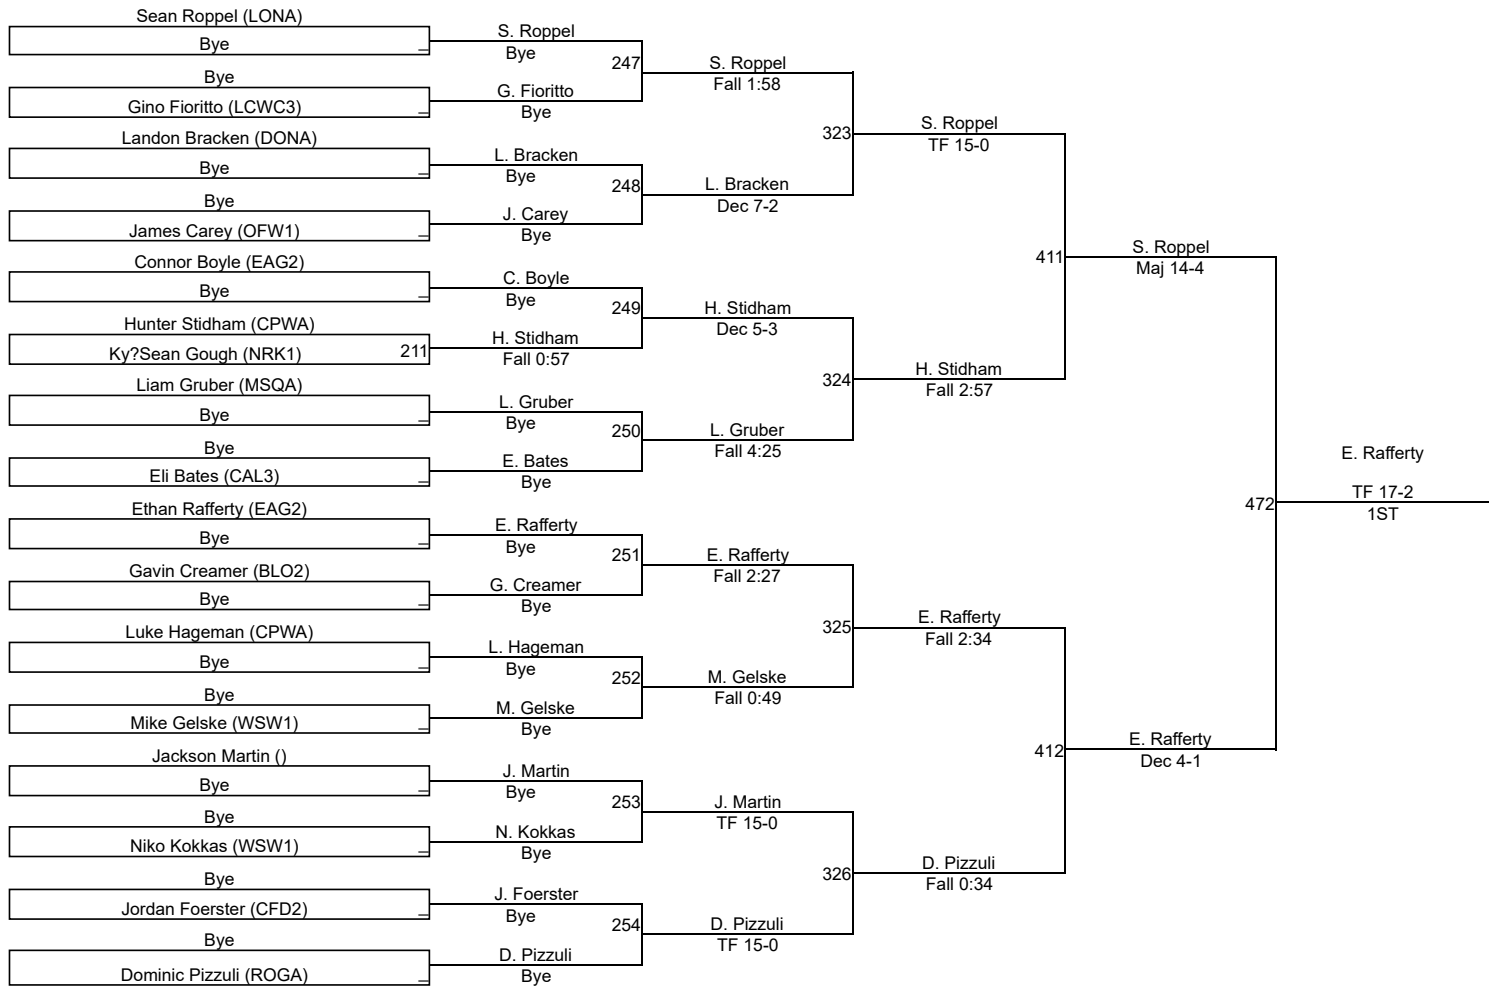 Sean Roppel (LONA)
Bye
Bye
Gino Fioritto (LCWC3)
Landon Bracken (DONA)
Bye
Bye
James Carey (OFW1)
Connor Boyle (EAG2)
Bye
Hunter Stidham (CPWA)
Ky?Sean Gough (NRK1)
211
Liam Gruber (MSQA)
Bye
Bye
Eli Bates (CAL3)
Ethan Rafferty (EAG2)
Bye
Gavin Creamer (BLO2)
Bye
Luke Hageman (CPWA)
Bye
Bye
Mike Gelske (WSW1)
Jackson Martin ()
Bye
Bye
Niko Kokkas (WSW1)
Bye
Jordan Foerster (CFD2)
Bye
Dominic Pizzuli (ROGA)
S. Roppel
Bye
247
G. Fioritto
Bye
L. Bracken
Bye
248
J. Carey
Bye
C. Boyle
Bye
249
H. Stidham
Fall 0:57
L. Gruber
Bye
250
E. Bates
Bye
E. Rafferty
Bye
251
G. Creamer
Bye
L. Hageman
Bye
252
M. Gelske
Bye
J. Martin
Bye
253
N. Kokkas
Bye
J. Foerster
Bye
254
D. Pizzuli
Bye
S. Roppel
Fall 1:58
323
L. Bracken
Dec 7-2
H. Stidham
Dec 5-3
324
L. Gruber
Fall 4:25
E. Rafferty
Fall 2:27
325
M. Gelske
Fall 0:49
J. Martin
TF 15-0
326
D. Pizzuli
TF 15-0
S. Roppel
TF 15-0
411
H. Stidham
Fall 2:57
E. Rafferty
Fall 2:34
412
D. Pizzuli
Fall 0:34
S. Roppel
Maj 14-4
472
E. Rafferty
Dec 4-1
E. Rafferty
TF 17-2
1ST